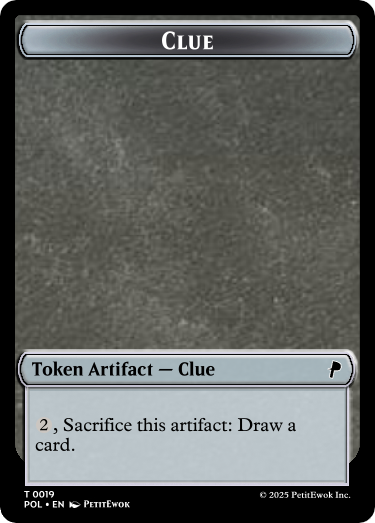 Clue
Token Artifact — Clue
2, Sacrifice this artifact: Draw a
card.
T 0019
POL • EN PetitEwok
© 2025 PetitEwok Inc.